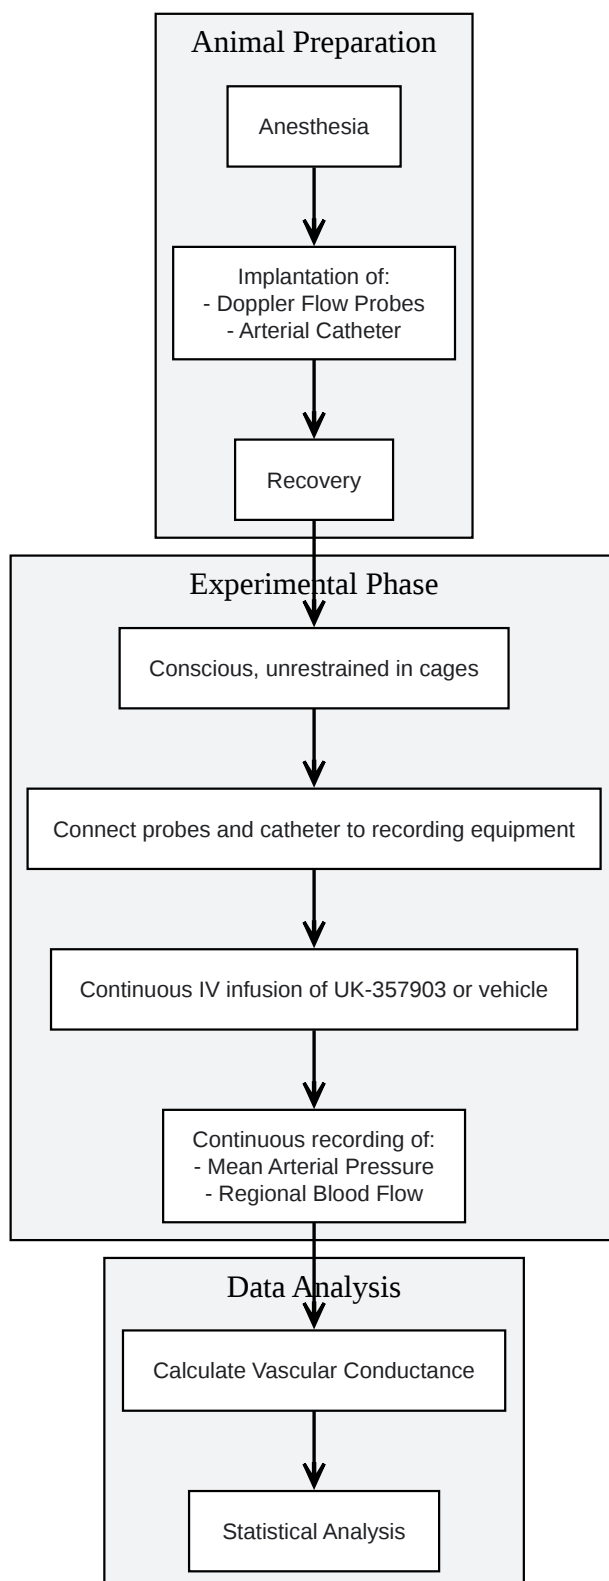 Animal Preparation
Anesthesia
Implantation of:
- Doppler Flow Probes
- Arterial Catheter
Recovery
Experimental Phase
Conscious, unrestrained in cages
Connect probes and catheter to recording equipment
Continuous IV infusion of UK-357903 or vehicle
Continuous recording of:
- Mean Arterial Pressure
- Regional Blood Flow
Data Analysis
Calculate Vascular Conductance
Statistical Analysis